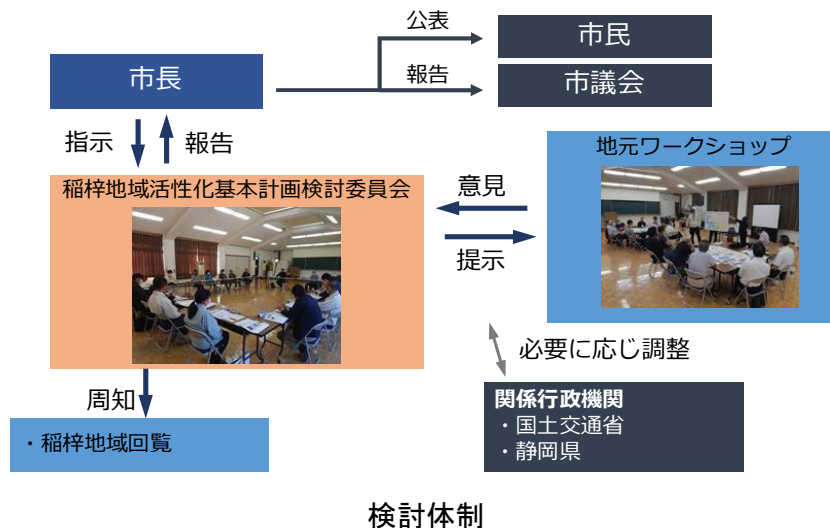 公表
市民
市長
報告
市議会
指示
報告
地元ワークショップ
稲梓地域活性化基本計画検討委員会
意見
提示
必要に応じ調整
周知
関係行政機関
・国土交通省
・静岡県
・稲梓地域回覧
検討体制